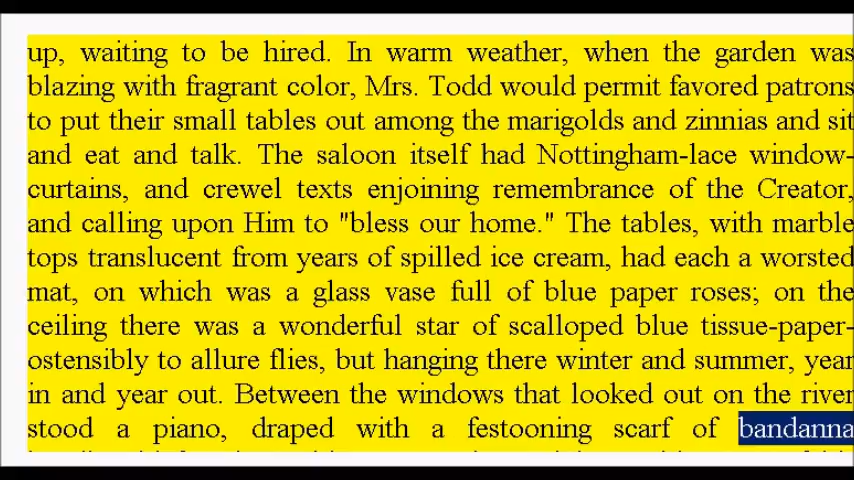 up, waiting to be hired. In warm weather, when the garden was
blazing with fragrant color, Mrs. Todd would permit favored patrons
to put their small tables out among the marigolds and zinnias and sit
and eat and talk. The saloon itself had Nottingham-lace window-
curtains, and crewel texts enjoining remembrance of the Creator,
and calling upon Him to "bless our home." The tables, with marble
tops translucent from years of spilled ice cream, had each a worsted
mat, on which was a glass vase full of blue paper roses; on the
ceiling there was a wonderful star of scalloped blue tissue-paper-
ostensibly to allure flies, but hanging there winter and summer, year
in and year out. Between the windows that looked out on the river
stood a piano, draped with a festooning scarf of bandanna